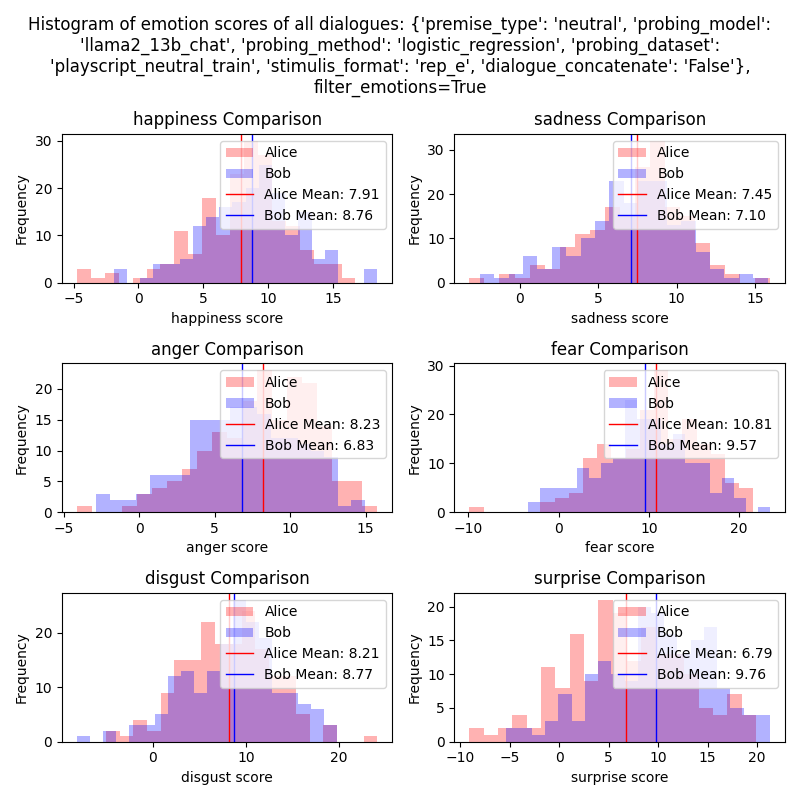 Histogram of emotion scores of all dialogues: {'premise_type': 'neutral', 'probing_model':
'llama2_13b_chat', 'probing_method': 'logistic_regression', 'probing_dataset':
'playscript_neutral_train', 'stimulis_format': 'rep_e', 'dialogue_concatenate': 'False'},
filter_emotions=True
happiness Comparison
Frequency
30
20
10
0
Alice
Bob
Alice Mean: 7.91
Bob Mean: 8.76
−5 0 5 10 15
happiness score
sadness Comparison
Frequency
30
20
10
0
Alice
Bob
Alice Mean: 7.45
Bob Mean: 7.10
0 5 10 15
sadness score
anger Comparison
Frequency
20
15
10
5
0
Alice
Bob
Alice Mean: 8.23
Bob Mean: 6.83
−5 0 5 10 15
anger score
fear Comparison
Frequency
30
20
10
0
Alice
Bob
Alice Mean: 10.81
Bob Mean: 9.57
−10 0 10 20
fear score
disgust Comparison
Frequency
20
10
0
Alice
Bob
Alice Mean: 8.21
Bob Mean: 8.77
0 10 20
disgust score
surprise Comparison
Frequency
20
15
10
5
0
Alice
Bob
Alice Mean: 6.79
Bob Mean: 9.76
−10 −5 0 5 10 15 20
surprise score